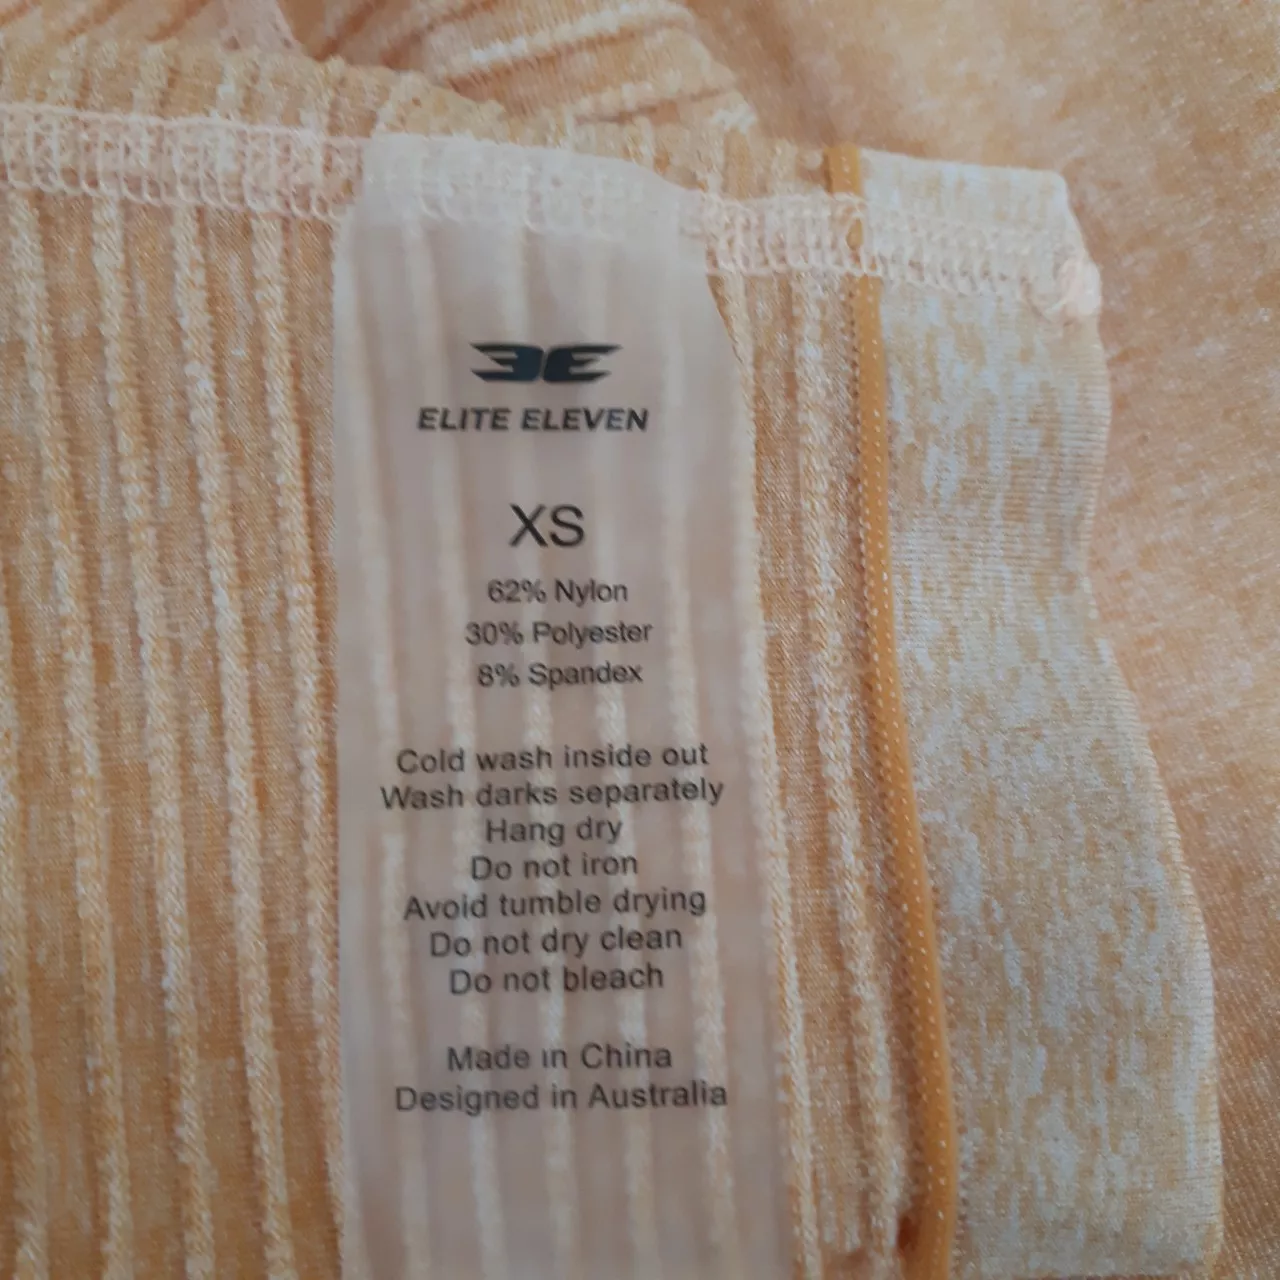 ELITE ELEVEN
XS
62% Nylon
30% Polyester
8% Spandex
Cold wash inside out
Wash darks separately
Hang dry
Do not iron
Avoid tumble drying
Do not dry clean
Do not bleach
Made in China
Designed in Australia